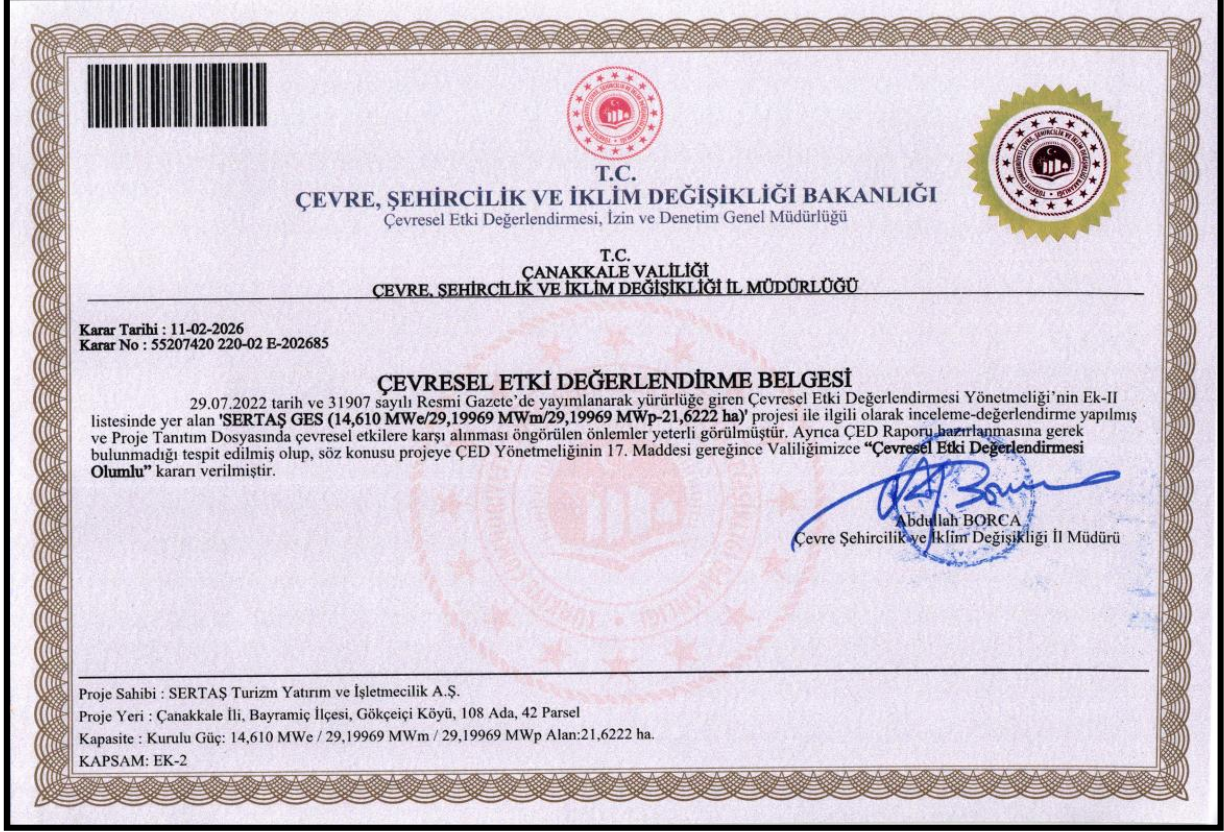 T.C.
ÇEVRE, ŞEHİRCİLİK VE İKLİM DEĞİŞİKLİĞİ BAKANLIĞI
Çevresel Etki Değerlendirmesi, İzin ve Denetim Genel Müdürlüğü
T.C.
ÇANAKKALE VALİLİĞİ
ÇEVRE, ŞEHİRCİLİK VE İKLİM DEĞİŞİKLİĞİ İL MÜDÜRLÜĞÜ
Karar Tarihi : 11-02-2026
Karar No : 55207420 220-02 E-202685
ÇEVRESEL ETKİ DEĞERLENDİRME BELGESİ
29.07.2022 tarih ve 31907 sayılı Resmi Gazete'de yayımlanarak yürürlüğe giren Çevresel Etki Değerlendirmesi Yönetmeliği'nin Ek-II
listesinde yer alan 'SERTAŞ GES (14,610 MWe/29,19969 MWm/29,19969 MWp-21,6222 ha)' projesi ile ilgili olarak inceleme-değerlendirme yapılmış
ve Proje Tanıtım Dosyasında çevresel etkilere karşı alınması öngörülen önlemler yeterli görülmüştür. Ayrıca ÇED Raporu hazırlanmasına gerek
bulunmadığı tespit edilmiş olup, söz konusu projeye ÇED Yönetmeliğinin 17. Maddesi gereğince Valiliğimizce “Çevresel Etki Değerlendirmesi
Olumlu” kararı verilmiştir.
Abdullah BORCA
Çevre Şehircilik ve İklim Değişikliği İl Müdürü
Proje Sahibi : SERTAŞ Turizm Yatırım ve İşletmecilik A.Ş.
Proje Yeri : Çanakkale İli, Bayramiç İlçesi, Gökçeiçi Köyü, 108 Ada, 42 Parsel
Kapasite : Kurulu Güç: 14,610 MWe / 29,19969 MWm / 29,19969 MWp Alan:21,6222 ha.
KAPSAM: EK-2